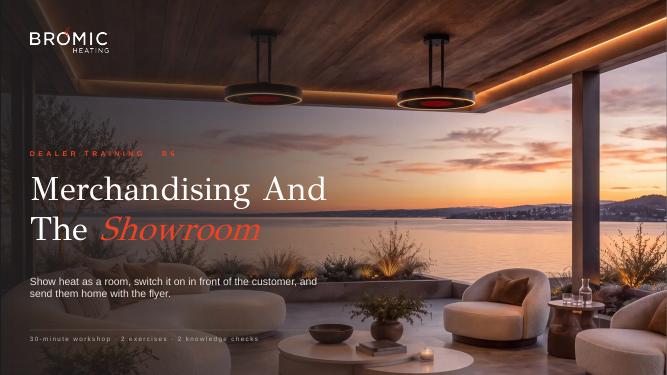 BROMIC
HEATING
DEALER TRAINING · B6
Merchandising And
The Showroom
Show heat as a room, switch it on in front of the customer, and
send them home with the flyer.
30-minute workshop · 2 exercises · 2 knowledge checks